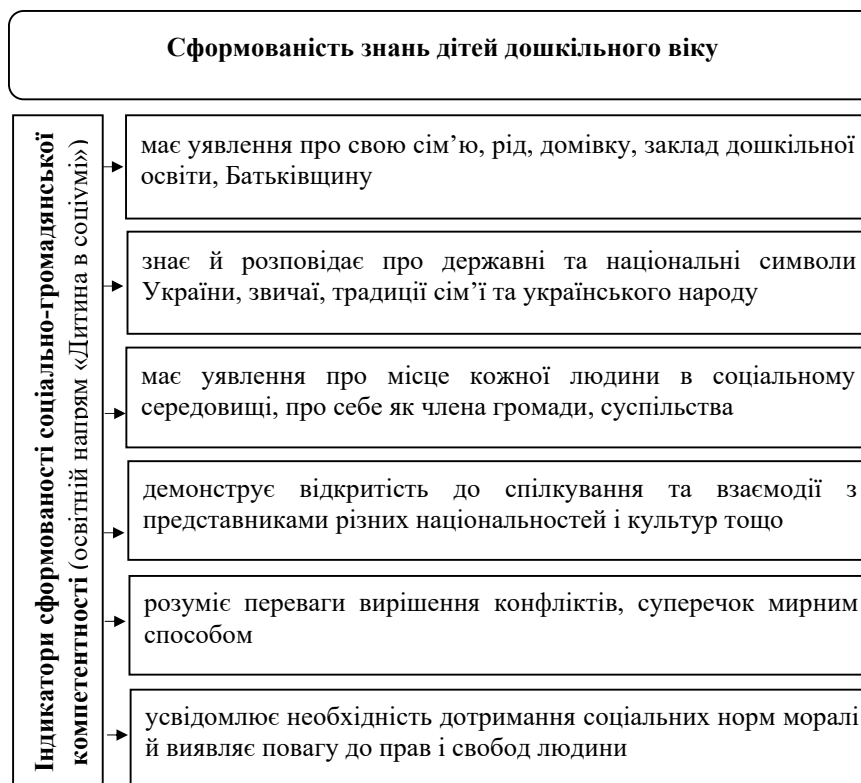 Сформованість знань дітей дошкільного віку
Індикатори сформованості соціально-громадянської
компетентності (освітній напрям «Дитина в соціумі»)
має уявлення про свою сім’ю, рід, домівку, заклад дошкільної
освіти, Батьківщину
знає й розповідає про державні та національні символи
України, звичаї, традиції сім’ї та українського народу
має уявлення про місце кожної людини в соціальному
середовищі, про себе як члена громади, суспільства
демонструє відкритість до спілкування та взаємодії з
представниками різних національностей і культур тощо
розуміє переваги вирішення конфліктів, суперечок мирним
способом
усвідомлює необхідність дотримання соціальних норм моралі
й виявляє повагу до прав і свобод людини